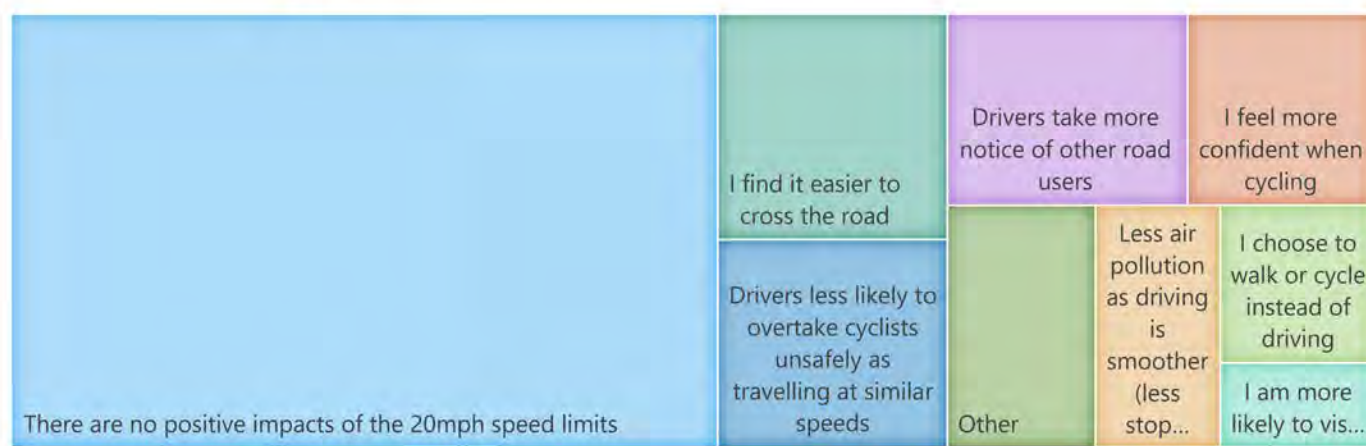 There are no positive impacts of the 20mph speed limits
I find it easier to
cross the road
Drivers less likely to
overtake cyclists
unsafely as
travelling at similar
speeds
Drivers take more
notice of other road
users
I feel more
confident when
cycling
Other
Less air
pollution
as driving
is
smoother
(less
stop...
I choose to
walk or cycle
instead of
driving
I am more
likely to vis...